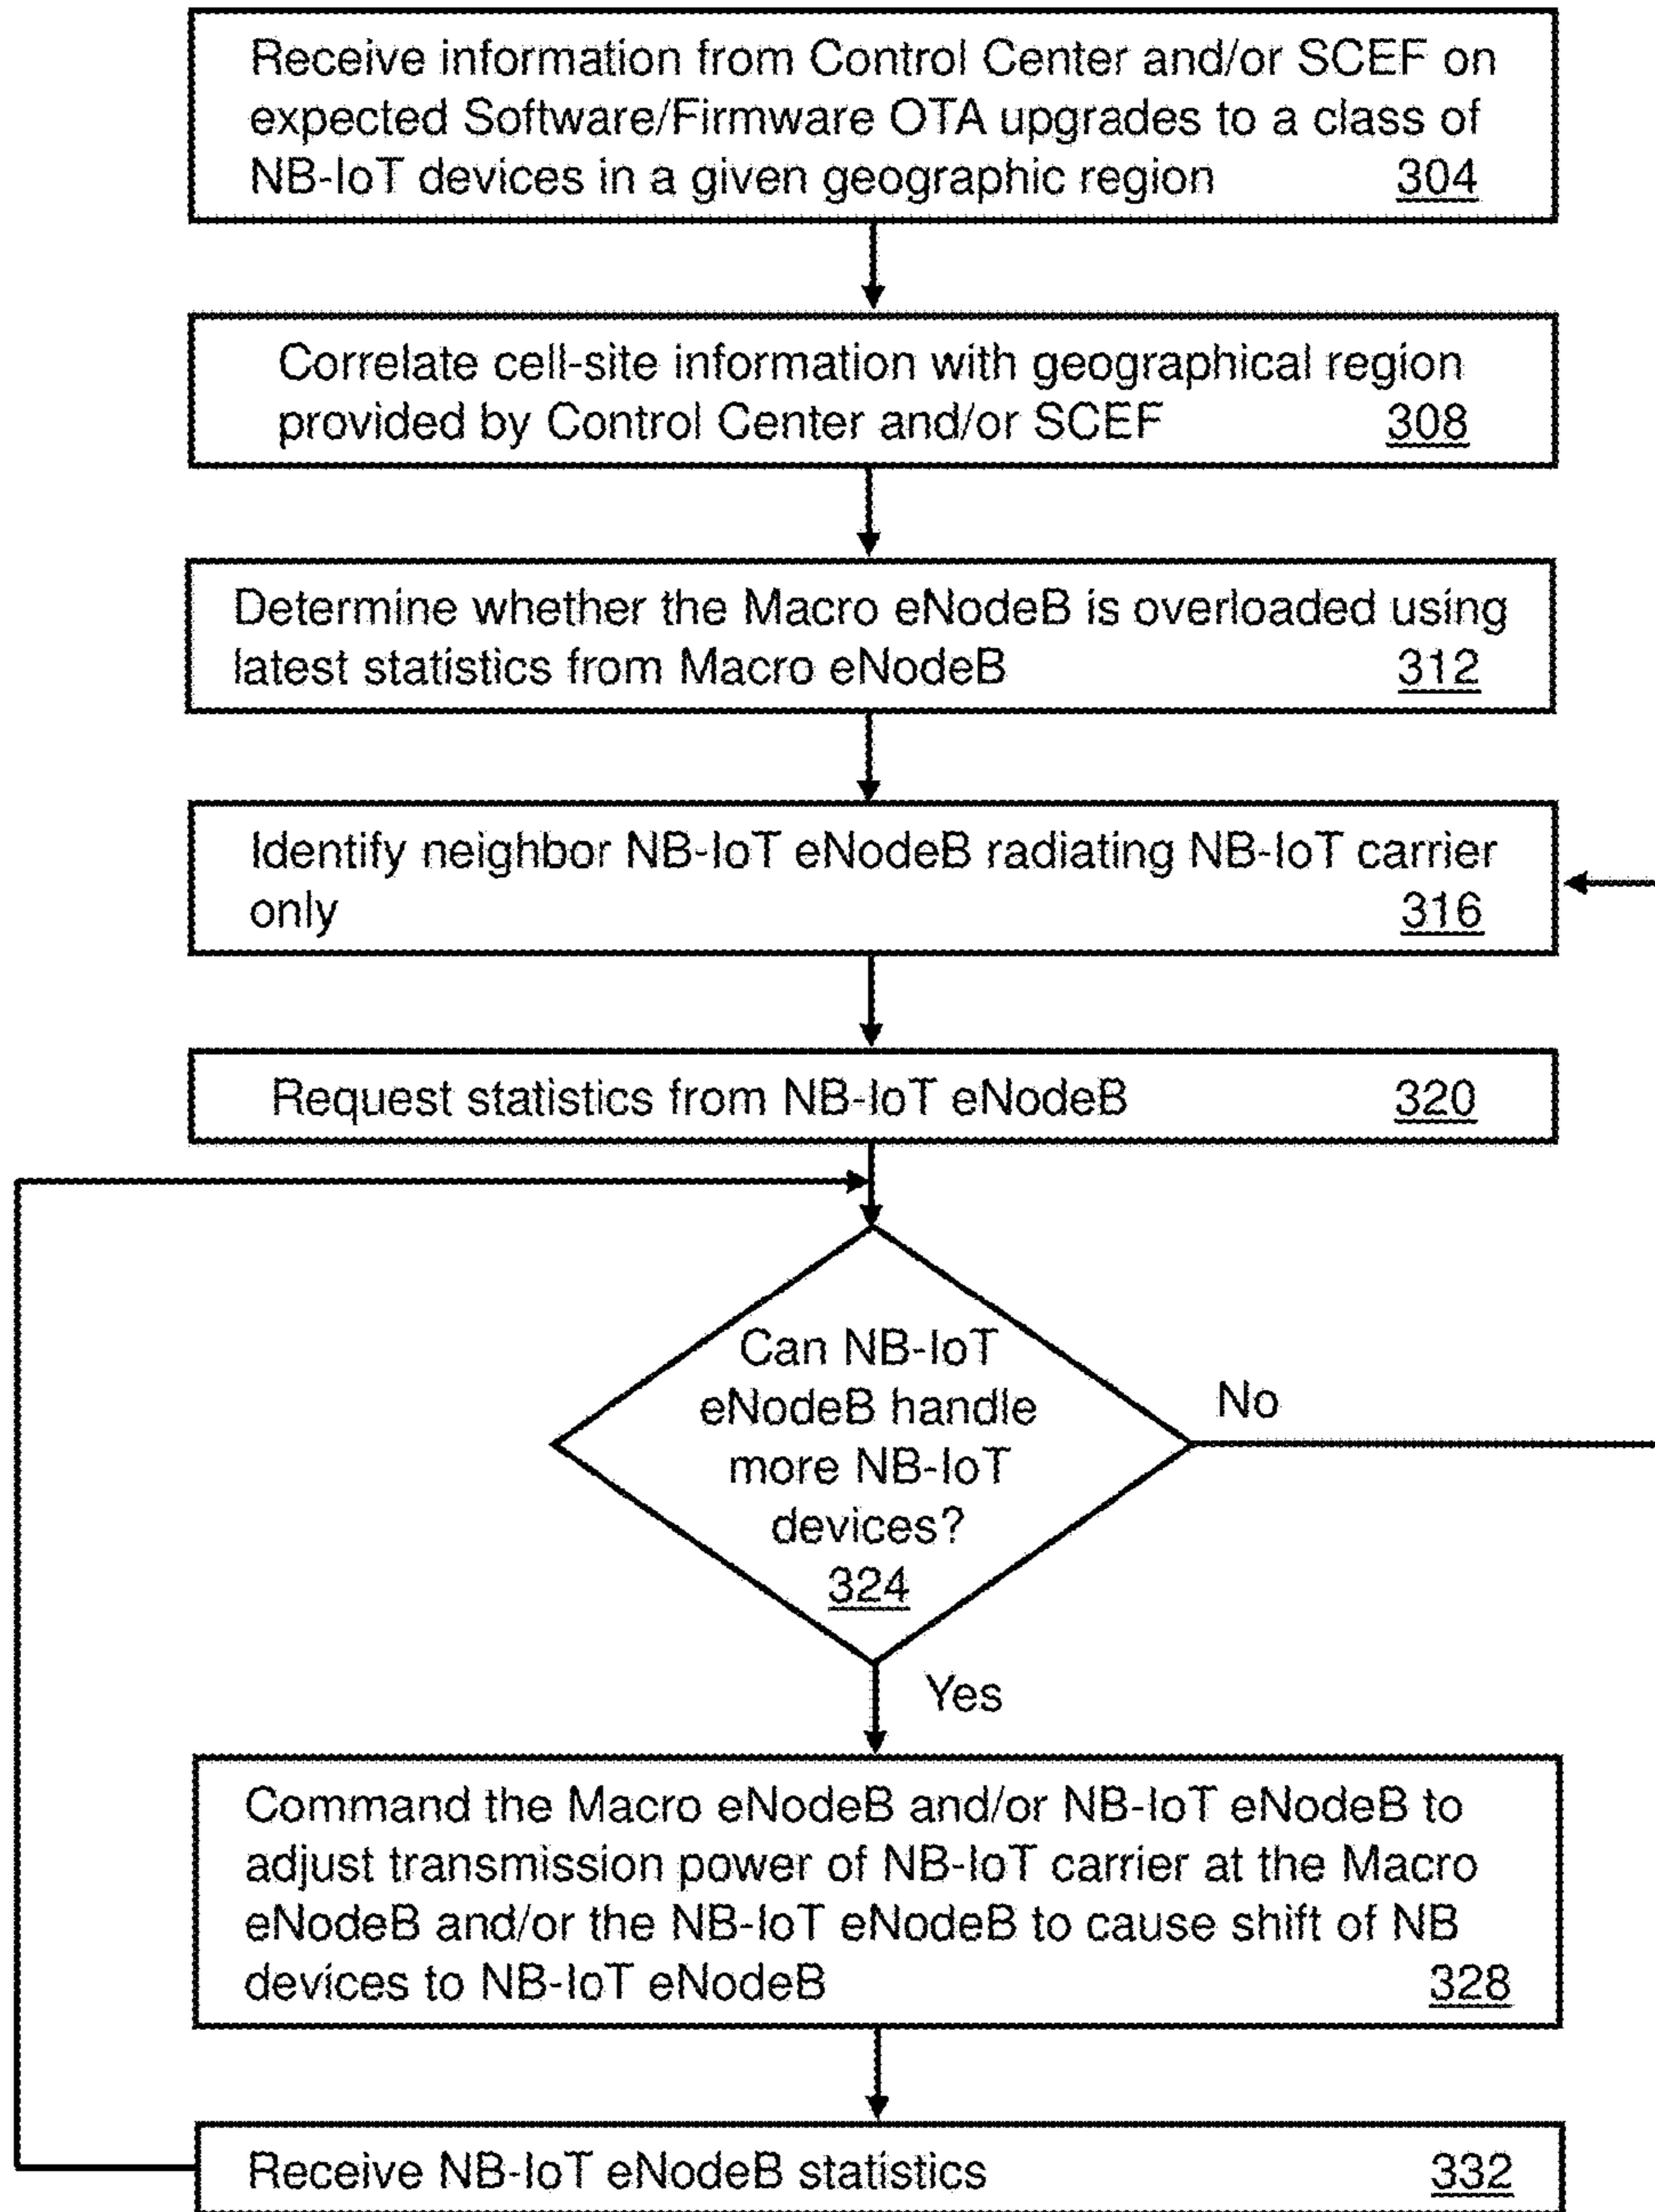 Receive information from Control Center and/or SCEF on
expected Software/Firmware OTA upgrades to a class of
NB-IoT devices in a given geographic region 304
Correlate cell-site information with geographical region
provided by Control Center and/or SCEF 308
Determine whether the Macro eNodeB is overloaded using
latest statistics from Macro eNodeB 312
Identify neighbor NB-IoT eNodeB radiating NB-IoT carrier
only 316
Request statistics from NB-IoT eNodeB 320
Can NB-IoT
eNodeB handle
more NB-IoT
devices?
324
No
Yes
Command the Macro eNodeB and/or NB-IoT eNodeB to
adjust transmission power of NB-IoT carrier at the Macro
eNodeB and/or the NB-IoT eNodeB to cause shift of NB
devices to NB-IoT eNodeB 328
Receive NB-IoT eNodeB statistics 332